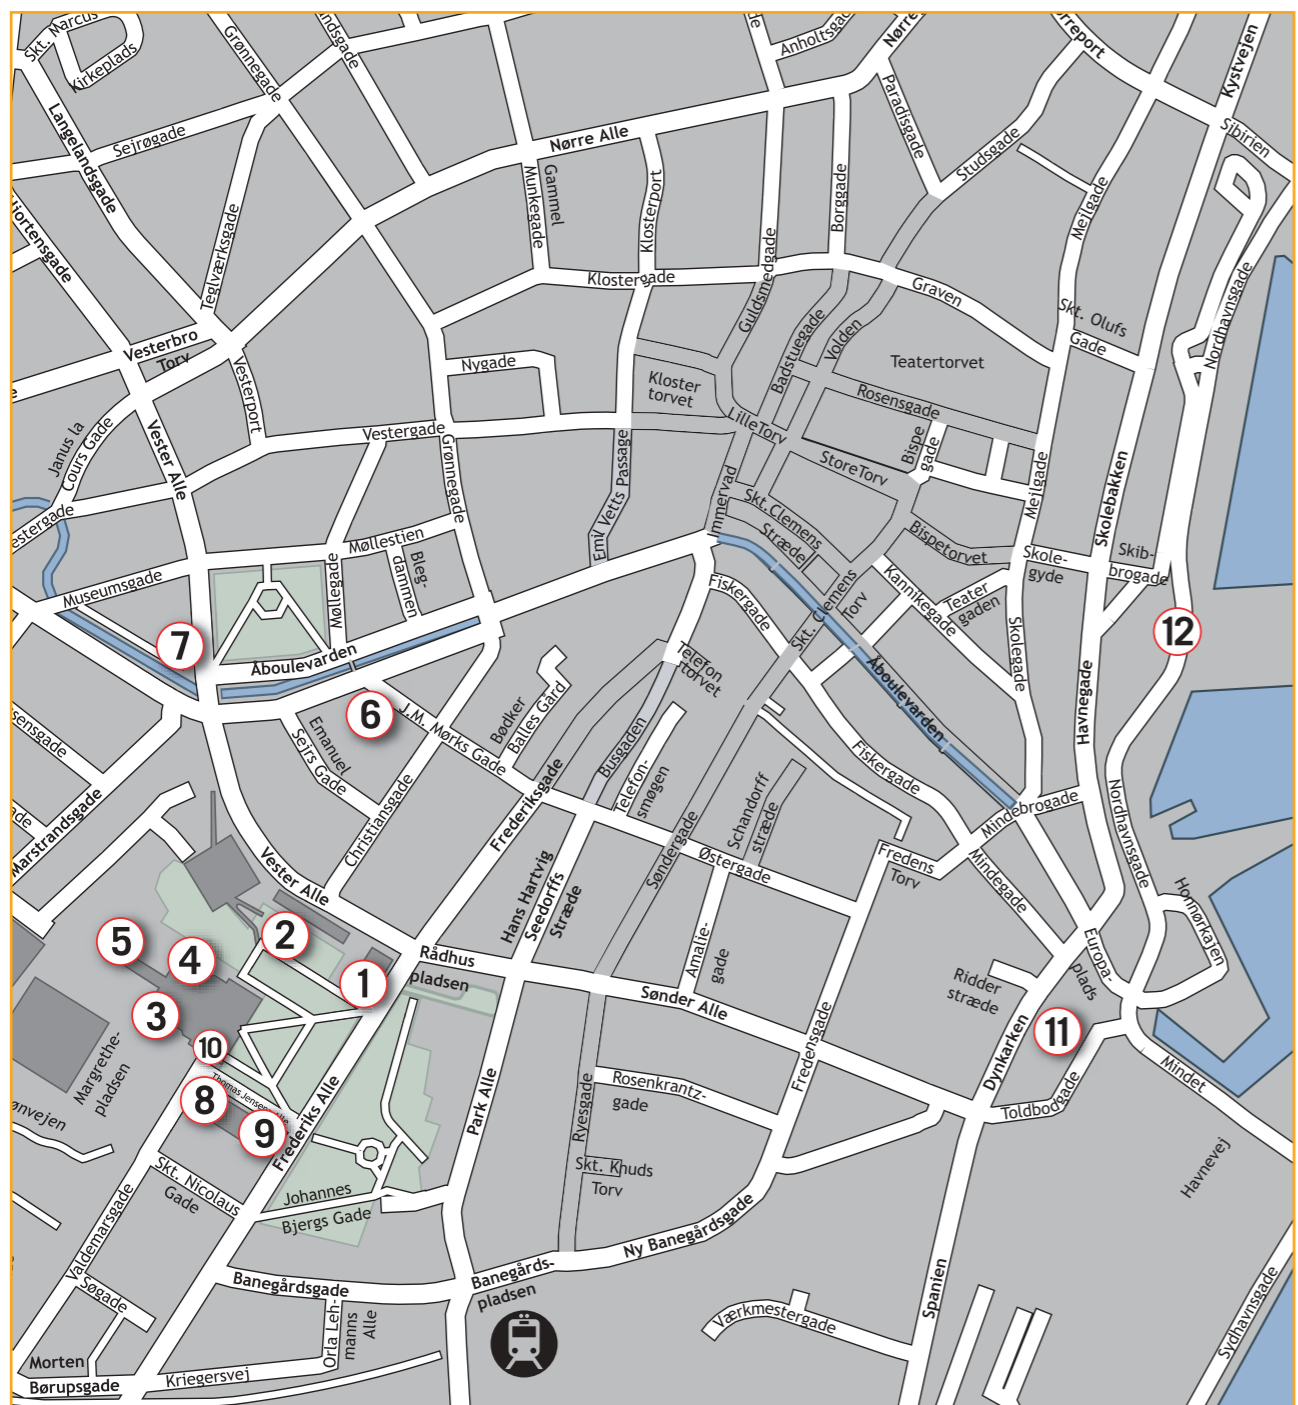 Skt. Marcus
Kirkeplads
Grønnegade
Anholtsgade
Nørreport
Kystvejen
Sibirien
Langelandsgade
Sejrøgade
Nørre Alle
Paradisgade
Studsgade
Gammel
Munkegade
Klosterport
Borggade
Mejlgade
Hjortensgade
Teglværksgade
Klostergade
Guldsmedgade
Graven
Skt. Olufs
Gade
Nordhavnsgade
Vesterbro
Torv
Badstuegade
Volden
Teatertorvet
Vesterport
Nygade
Kloster
torvet
Rosensgade
Janus la
Cours Gade
Vester Alle
Vestergade
Grønnegade
LilleTorv
StoreTorv
Bispe
gade
Mejlgade
Skolebakken
Emil Vetts Passage
Immervad
Skt.Clemens
Stræde
Bispetorvet
Skole-
gyde
Skib-
brogade
Møllestien
Museumsgade
Møllegade
Bleg-
dammen
Fiskergade
Skt. Clemens
Torv
Kannikegade
Teater
gaden
Skolegade
12
7
Åboulevarden
Telefon
torvet
Åboulevarden
Havnegade
6
J.M. Mørks Gade
Bødker
Balles Gård
Emanuel
Sejrs Gade
Busgaden
Telefon-
smøgen
Schandorff
stræde
Fiskergade
Mindebrogade
Nordhavnsgade
Marstrandsgade
Christiansgade
Frederiksgade
Søndergade
Østergade
Fredens
Torv
Mindegade
Vester Alle
Hans Hartvig
Seedorffs
Stræde
Honnørkajen
5
4
2
1
3
10
8
9
Rådhus
pladsen
Sønder Alle
Amalie-
gade
Ridder
stræde
Europa-
plads
11
Dynkarken
Toldbodgade
Mindet
Margrethe-
pladsen
Thomas Jensens Alle
Frederiks Alle
Park Alle
Ryesgade
Rosenkrantz-
gade
Fredensgade
Skt. Knuds
Torv
Havnevej
Skt. Nicolaus
Gade
Johannes
Bjergs Gade
Valdemarsgade
Ny Banegårdsgade
Søgade
Banegårdsgade
Banegårds-
pladsen
Orla Leh-
manns
Alle
Værkmestergade
Spanien
Sydhavnsgade
Morten
Børupsgade
Kriegersvej